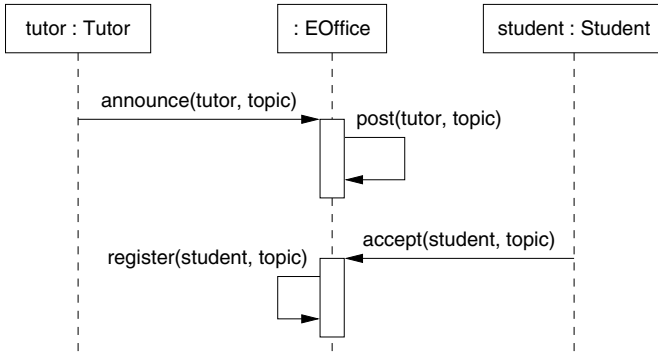 tutor : Tutor
: EOffice
student : Student
announce(tutor, topic)
post(tutor, topic)
accept(student, topic)
register(student, topic)